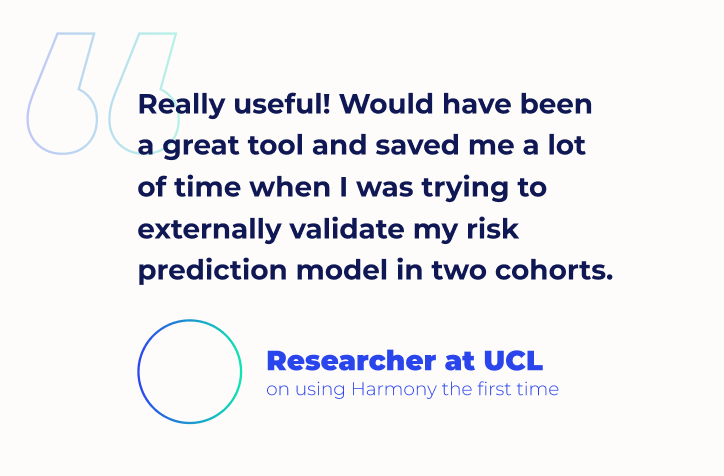 Really useful! Would have been
a great tool and saved me a lot
of time when I was trying to
externally validate my risk
prediction model in two cohorts.
Researcher at UCL
on using Harmony the first time